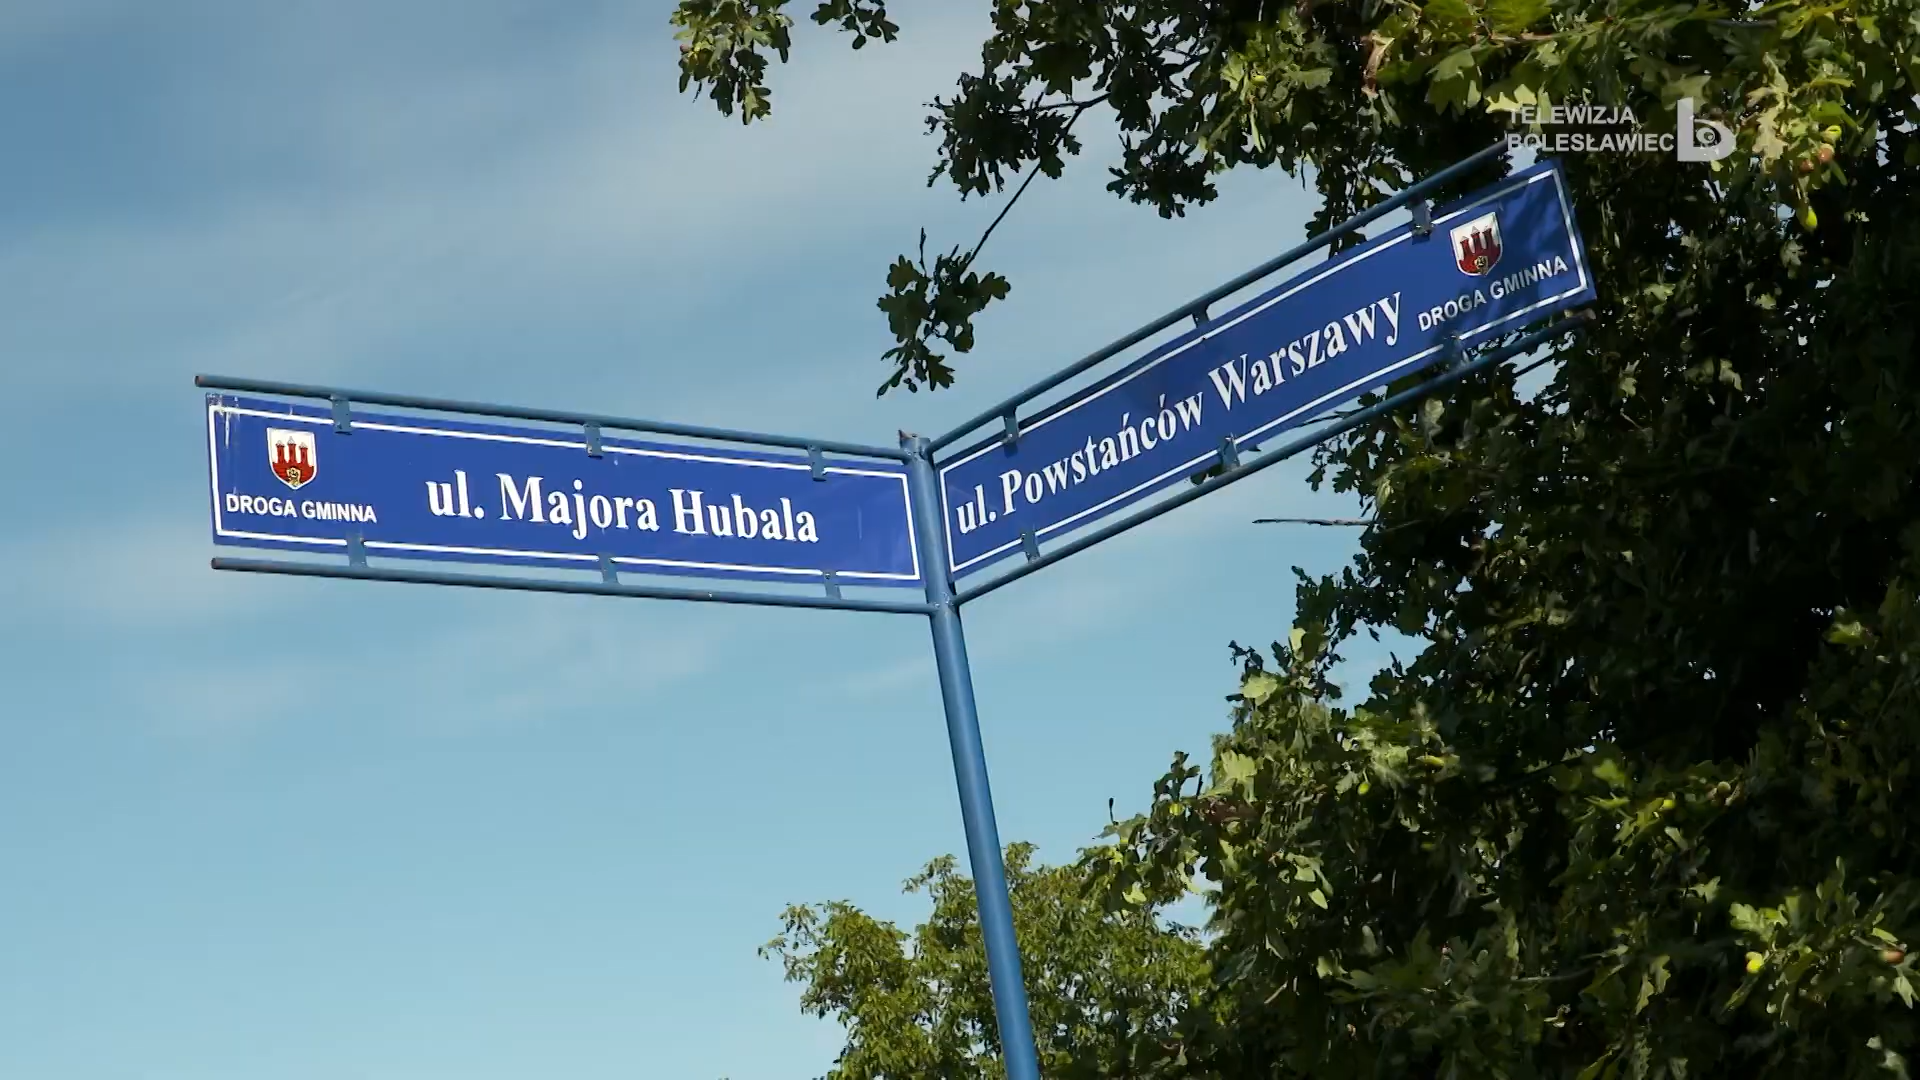 TELEWIZJA
BOLESŁAWIEC
DROGA GMINNA
ul. Majora Hubala
ul. Powstańców Warszawy
DROGA GMINNA